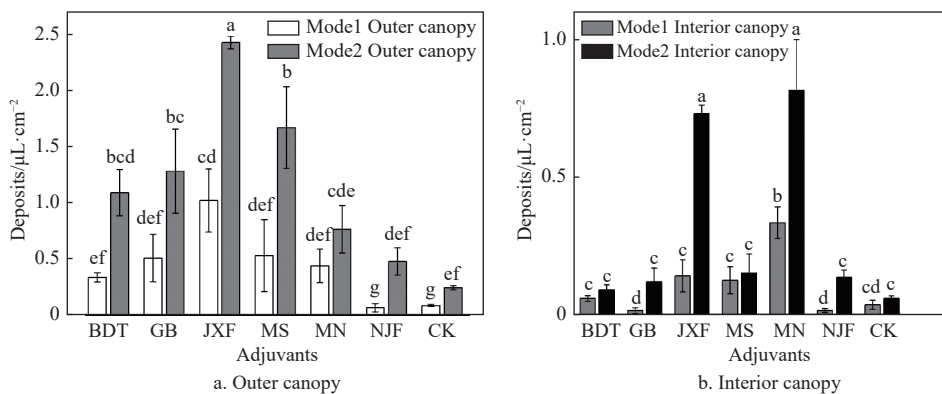 2.5
2.0
1.5
1.0
0.5
0
Deposits/μL·cm⁻²
Mode1 Outer canopy
Mode2 Outer canopy
ef
bcd
def
bc
cd
a
def
b
def
cde
g
def
g
ef
BDT GB JXF MS MN NJF CK
Adjuvants
a. Outer canopy
1.0
0.5
0
Deposits/μL·cm⁻²
Mode1 Interior canopy
Mode2 Interior canopy
c
c
d
c
c
a
c
c
b
a
d
c
cd
c
BDT GB JXF MS MN NJF CK
Adjuvants
b. Interior canopy